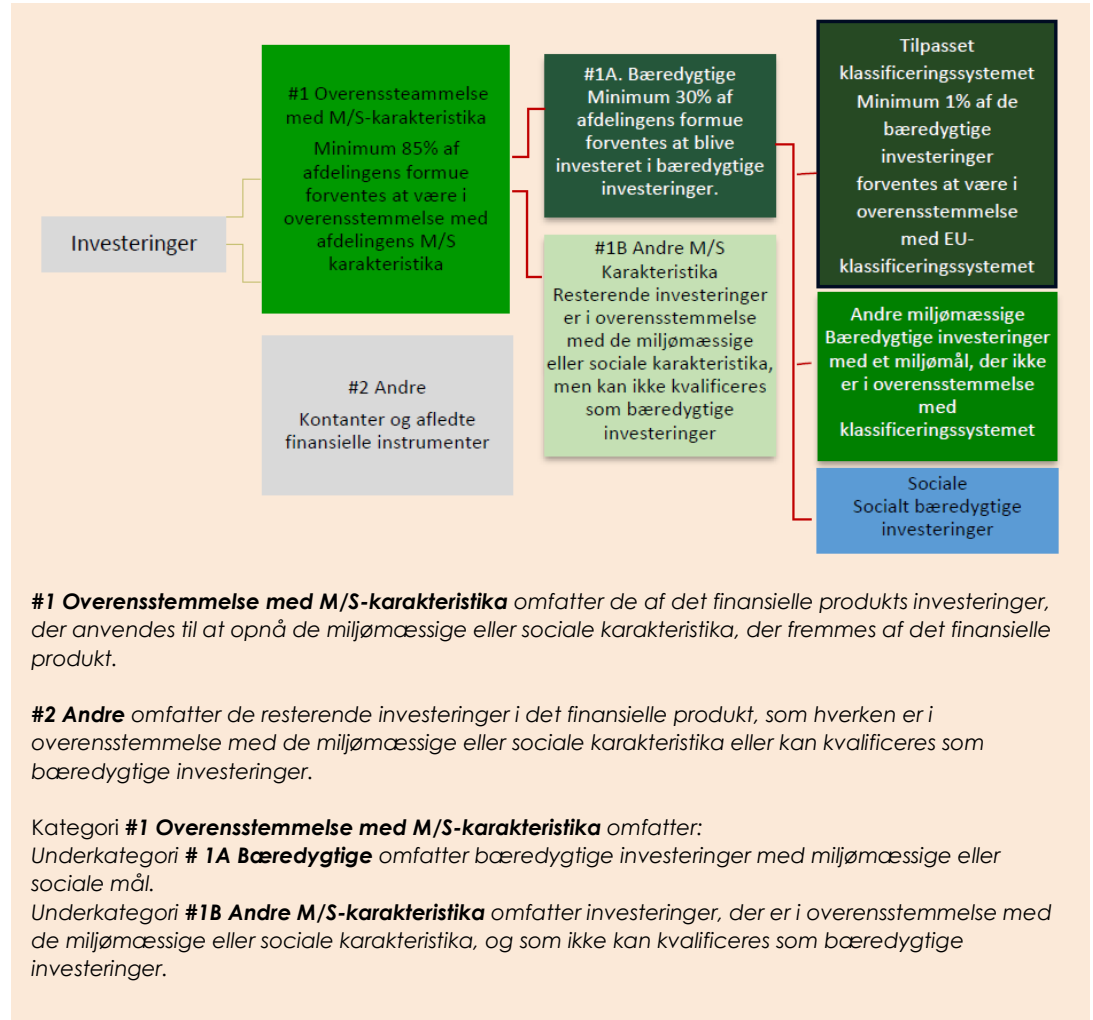 Investeringer
#1 Overenssteammelse
med M/S-karakteristika
Minimum 85% af
afdelingens formue
forventes at være i
overensstemmelse med
afdelingens M/S
karakteristika
#2 Andre
Kontanter og afledte
finansielle instrumenter
#1A. Bæredygtige
Minimum 30% af
afdelingens formue
forventes at blive
investeret i bæredygtige
investeringer.
#1B Andre M/S
Karakteristika
Resterende investeringer
er i overensstemmelse
med de miljømæssige
eller sociale karakteristika,
men kan ikke kvalificeres
som bæredygtige
investeringer
Tilpasset
klassificeringssystemet
Minimum 1% af de
bæredygtige
investeringer
forventes at være i
overensstemmelse
med EU-
klassificeringssystemet
Andre miljømæssige
Bæredygtige investeringer
med et miljømål, der ikke
er i overensstemmelse
med
klassificeringssystemet
Sociale
Socialt bæredygtige
investeringer
#1 Overensstemmelse med M/S-karakteristika omfatter de af det finansielle produkts investeringer,
der anvendes til at opnå de miljømæssige eller sociale karakteristika, der fremmes af det finansielle
produkt.
#2 Andre omfatter de resterende investeringer i det finansielle produkt, som hverken er i
overensstemmelse med de miljømæssige eller sociale karakteristika eller kan kvalificeres som
bæredygtige investeringer.
Kategori #1 Overensstemmelse med M/S-karakteristika omfatter:
Underkategori # 1A Bæredygtige omfatter bæredygtige investeringer med miljømæssige eller
sociale mål.
Underkategori #1B Andre M/S-karakteristika omfatter investeringer, der er i overensstemmelse med
de miljømæssige eller sociale karakteristika, og som ikke kan kvalificeres som bæredygtige
investeringer.